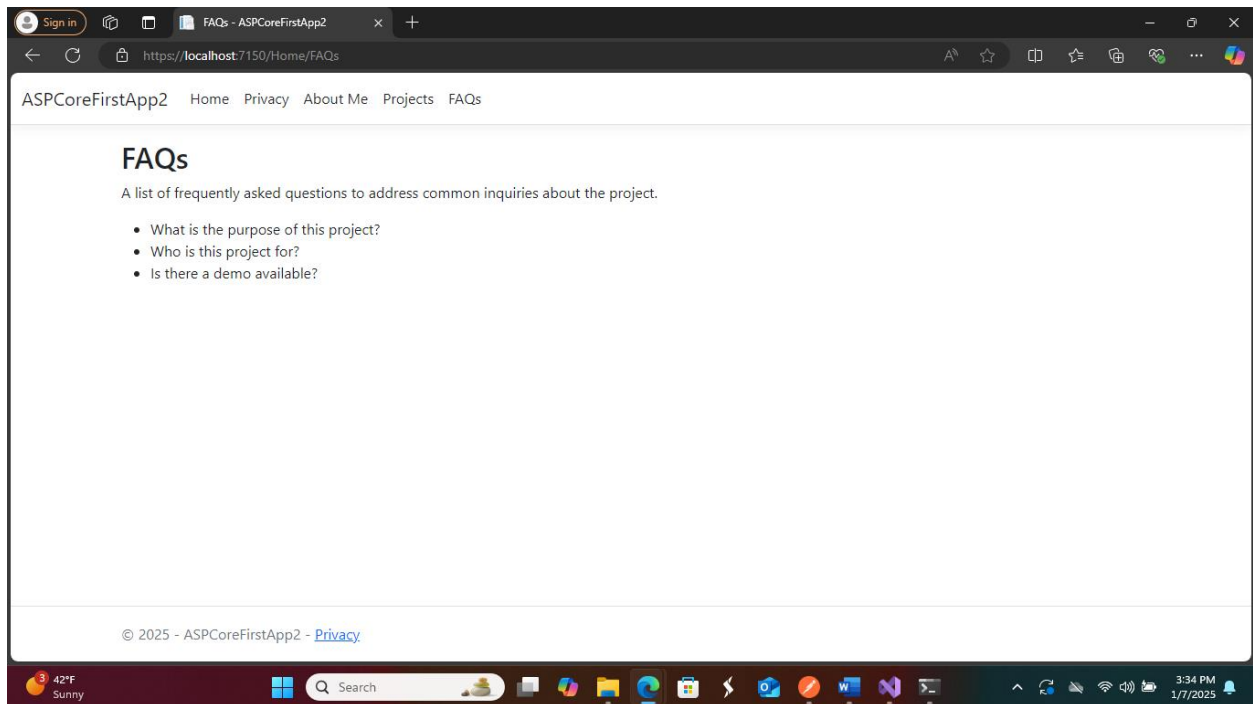 Sign in
FAQs - ASPCoreFirstApp2
https://localhost:7150/Home/FAQs
ASPCoreFirstApp2 Home Privacy About Me Projects FAQs
FAQs
A list of frequently asked questions to address common inquiries about the project.
• What is the purpose of this project?
• Who is this project for?
• Is there a demo available?
© 2025 - ASPCoreFirstApp2 - Privacy
3
42°F
Sunny
Search
3:34 PM
1/7/2025